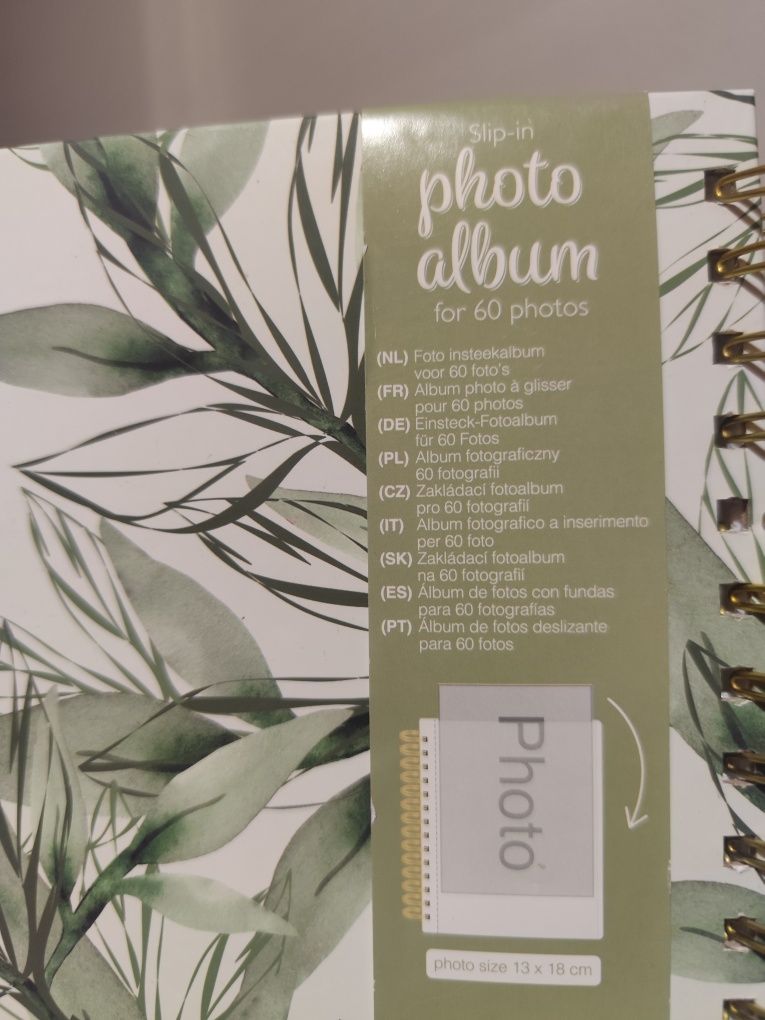 Slip-in
photo
album
for 60 photos
(NL) Foto insteekalbum
voor 60 foto's
(FR) Album photo à glisser
pour 60 photos
(DE) Einsteck-Fotoalbum
für 60 Fotos
(PL) Album fotograficzny
60 fotografii
(CZ) Zakládací fotoalbum
pro 60 fotografií
(IT) Album fotografico a inserimento
per 60 foto
(SK) Zakládací fotoalbum
na 60 fotografií
(ES) Álbum de fotos con fundas
para 60 fotografías
(PT) Álbum de fotos deslizante
para 60 fotos
Photo
photo size 13 x 18 cm